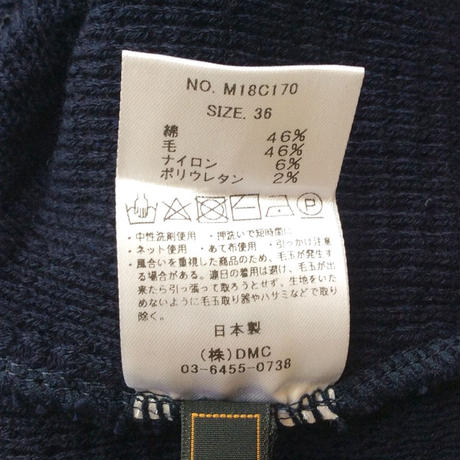 NO. M18C170
SIZE. 36
綿 46%
毛 46%
ナイロン 6%
ポリウレタン 2%
P
・中性洗剤使用 ・押洗いで短時間に
・ネット使用 ・あて布使用 ・引っかけ注意
・風合いを重視した商品のため、毛玉が発生す
る場合がある。連日の着用は避け、毛玉が出
来たら引っ張って取ろうとせず、生地をいた
めないように毛玉取り器やハサミなどで取り
除く。
日本製
(株)DMC
03-6455-0738